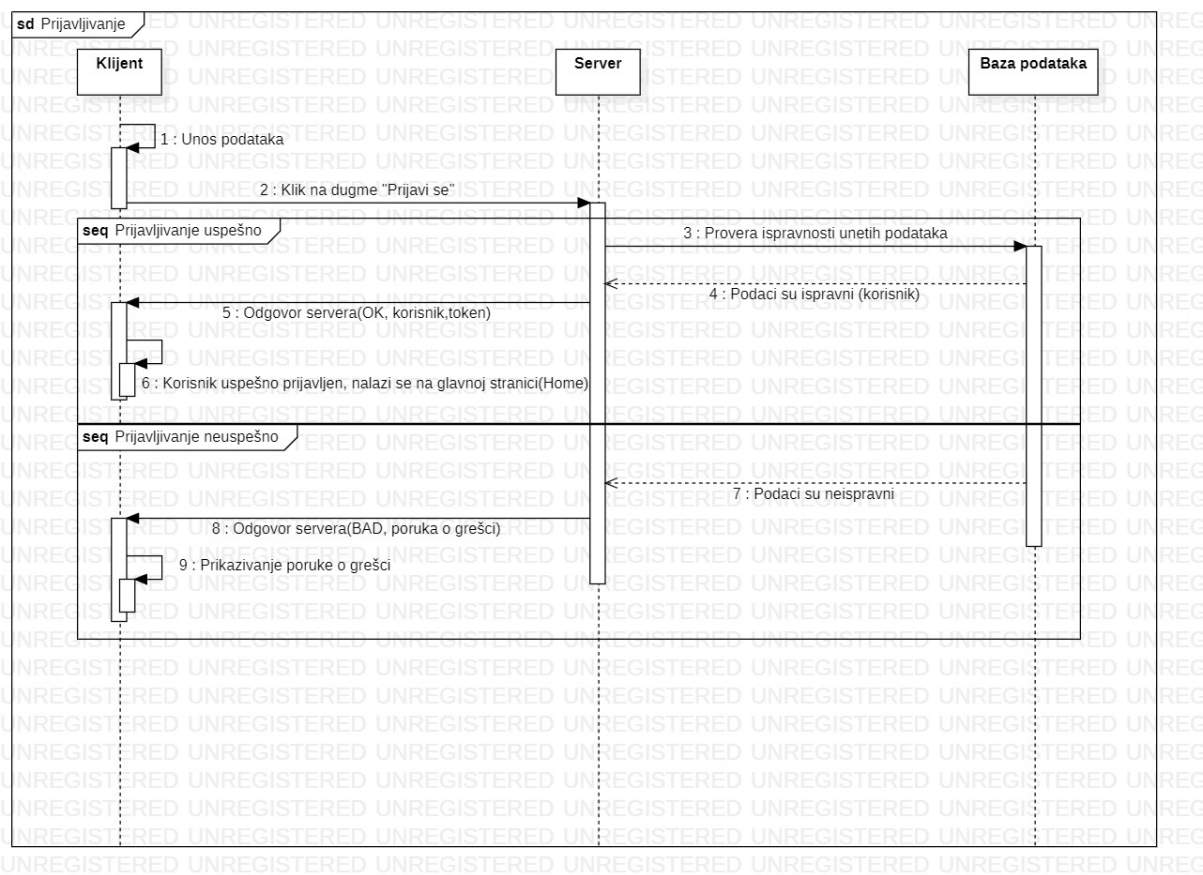 sd Prijavljivanje
Klijent
Server
Baza podataka
1 : Unos podataka
2 : Klik na dugme "Prijavi se"
seq Prijavljivanje uspešno
3 : Provera ispravnosti unetih podataka
4 : Podaci su ispravni (korisnik)
5 : Odgovor servera(OK, korisnik,token)
6 : Korisnik uspešno prijavljen, nalazi se na glavnoj stranici(Home)
seq Prijavljivanje neuspešno
7 : Podaci su neispravni
8 : Odgovor servera(BAD, poruka o grešci)
9 : Prikazivanje poruke o grešci
UNREGISTERED